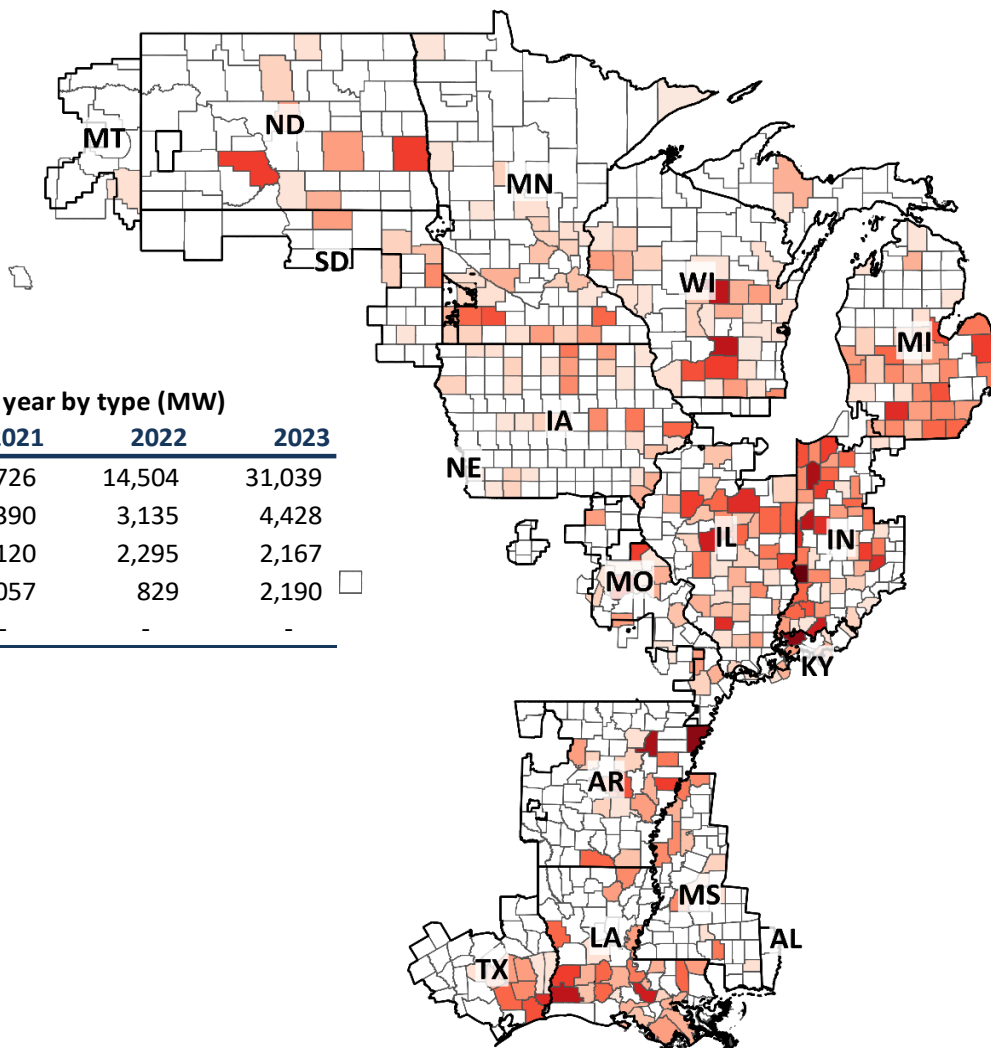 MT
ND
MN
SD
WI
MI
year by type (MW)
2021 2022 2023
726 14,504 31,039
390 3,135 4,428
120 2,295 2,167
057 829 2,190
- - -
IA
NE
IL
IN
MO
KY
AR
MS
LA
AL
TX